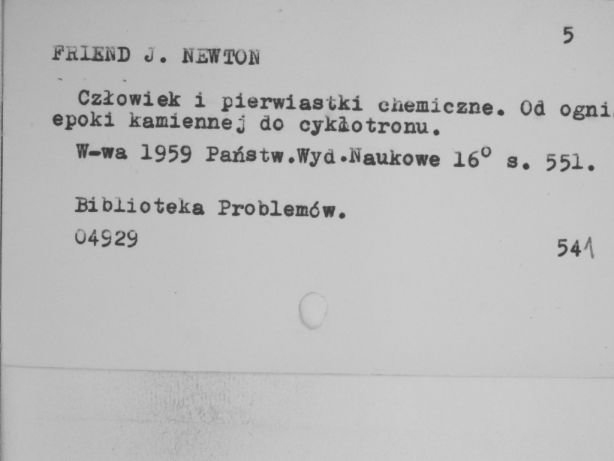 5
FRIEND J. NEWTON
Człowiek i pierwiastki chemiczne. Od ogni
epoki kamiennej do cyklotronu.
W-wa 1959 Państw.Wyd.Naukowe 16° s. 551.
Biblioteka Problemów.
04929
541